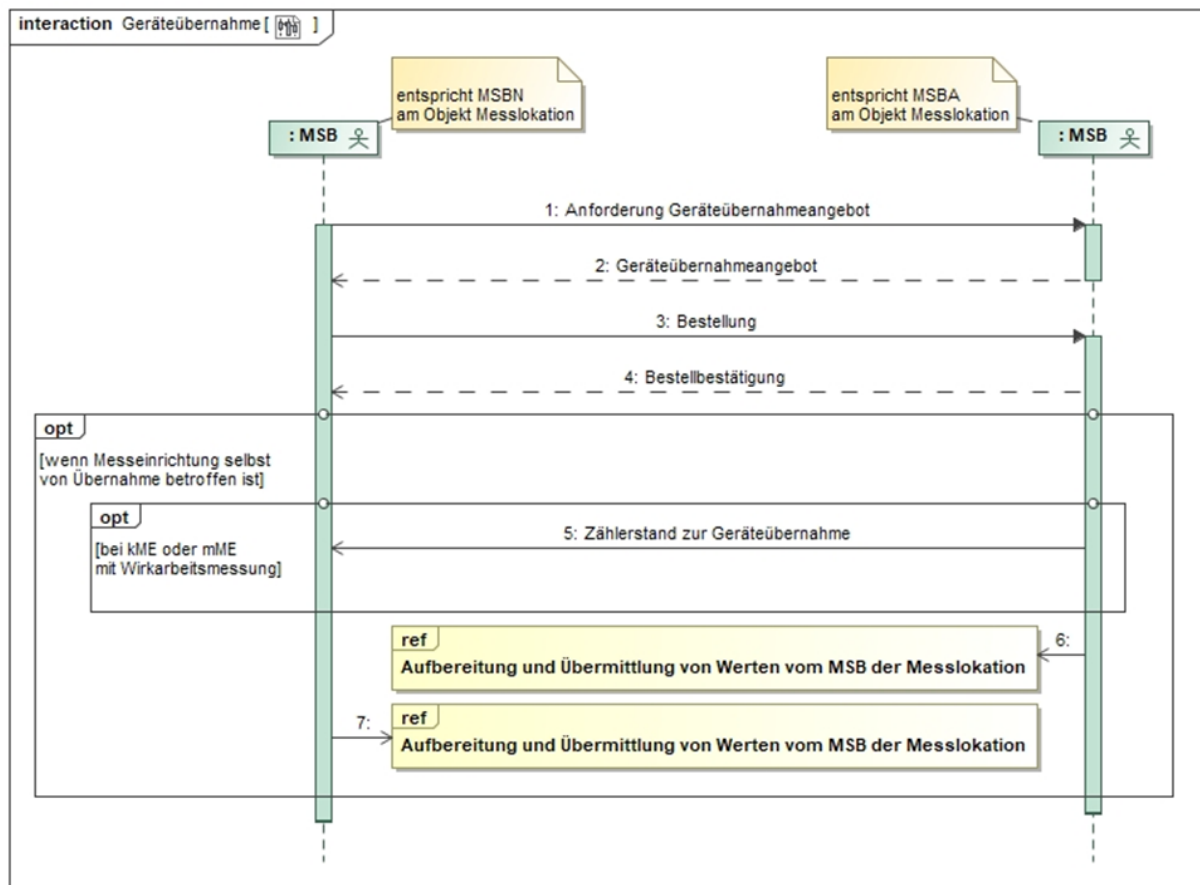 interaction Geräteübernahme [ ]
entspricht MSBN
am Objekt Messlokation
entspricht MSBA
am Objekt Messlokation
: MSB
: MSB
1: Anforderung Geräteübernahmeangebot
2: Geräteübernahmeangebot
3: Bestellung
4: Bestellbestätigung
opt
[wenn Messeinrichtung selbst
von Übernahme betroffen ist]
opt
[bei kME oder mME
mit Wirkarbeitsmessung]
5: Zählerstand zur Geräteübernahme
ref
6:
Aufbereitung und Übermittlung von Werten vom MSB der Messlokation
7:
ref
Aufbereitung und Übermittlung von Werten vom MSB der Messlokation